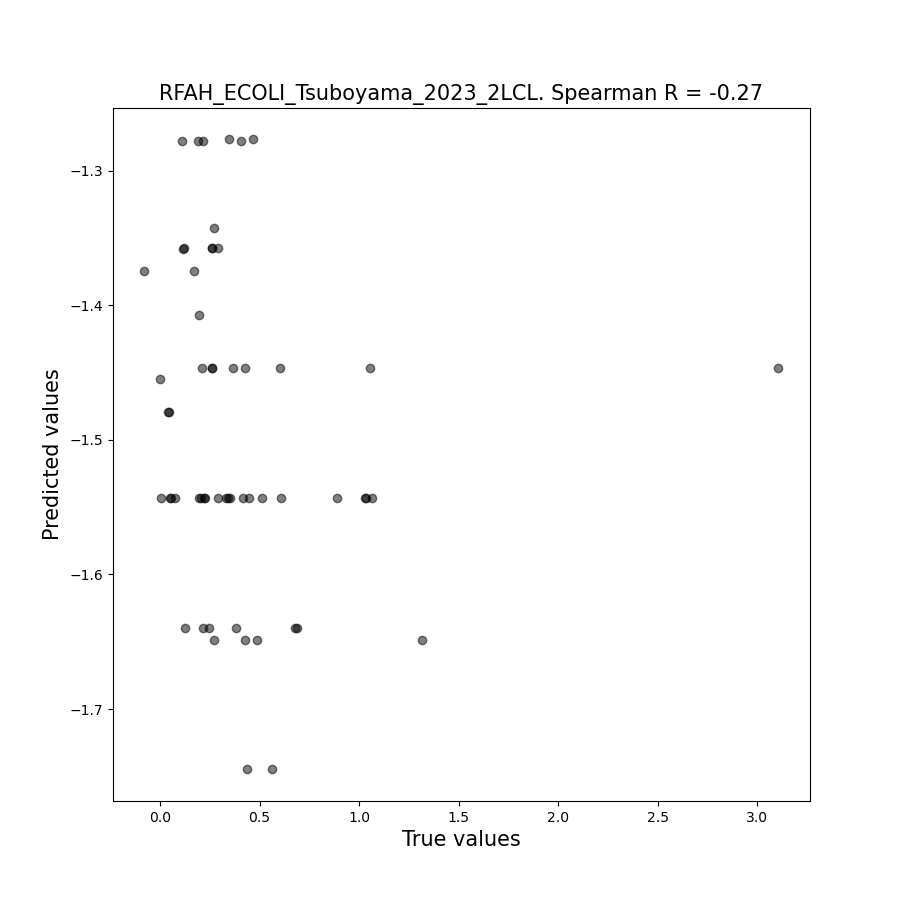 RFAH_ECOLI_Tsuboyama_2023_2LCL. Spearman R = -0.27
−1.3
−1.4
−1.5
−1.6
−1.7
Predicted values
0.0 0.5 1.0 1.5 2.0 2.5 3.0
True values